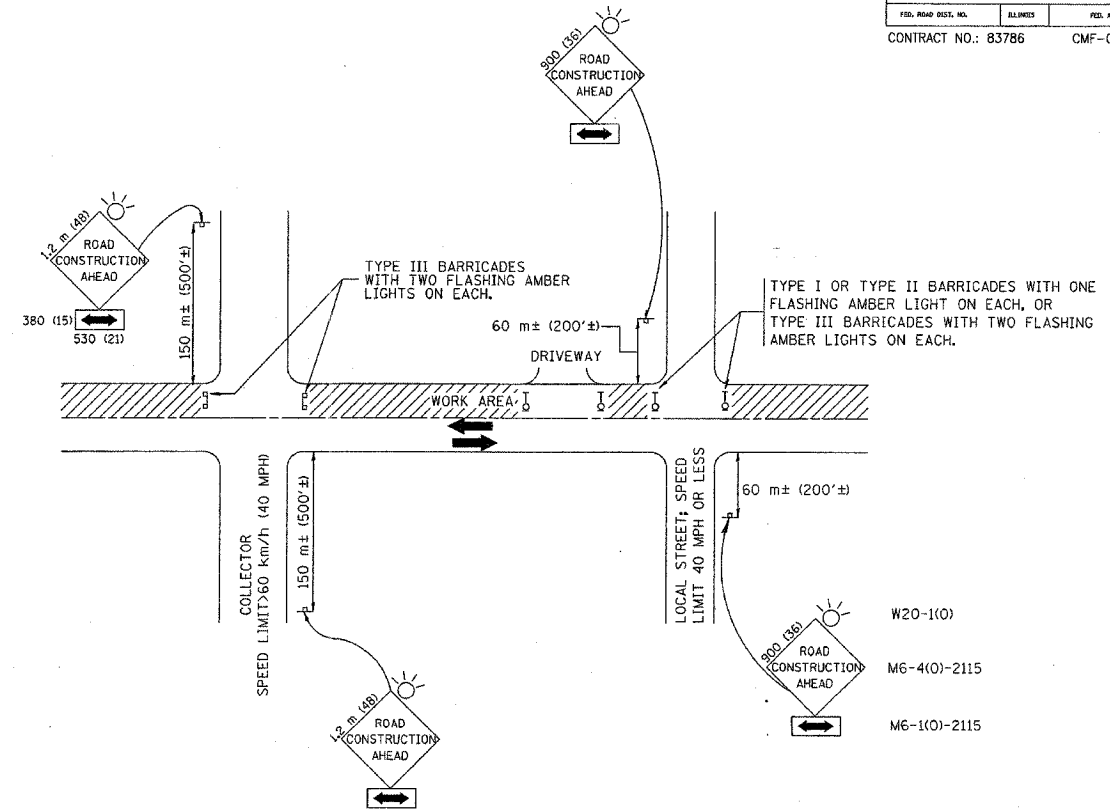 FED. ROAD DIST. NO.
ILLINOIS
CONTRACT NO.: 83786
900 (36)
ROAD
CONSTRUCTION
AHEAD
1.2 m (48)
ROAD
CONSTRUCTION
AHEAD
380 (15)
530 (21)
150 m± (500'±)
TYPE III BARRICADES
WITH TWO FLASHING AMBER
LIGHTS ON EACH.
60 m± (200'±)
DRIVEWAY
TYPE I OR TYPE II BARRICADES WITH ONE
FLASHING AMBER LIGHT ON EACH, OR
TYPE III BARRICADES WITH TWO FLASHING
AMBER LIGHTS ON EACH.
WORK AREA
COLLECTOR
SPEED LIMIT>60 km/h (40 MPH)
150 m± (500'±)
LOCAL STREET; SPEED
LIMIT 40 MPH OR LESS
60 m± (200'±)
1.2 m (48)
ROAD
CONSTRUCTION
AHEAD
900 (36)
ROAD
CONSTRUCTION
AHEAD
W20-1(O)
M6-4(O)-2115
M6-1(O)-2115